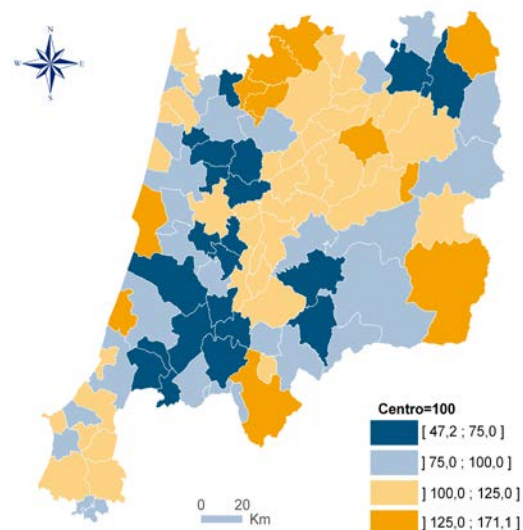 N
W E
S
Centro=100
[ 47,2 ; 75,0 ]
] 75,0 ; 100,0 ]
] 100,0 ; 125,0 ]
] 125,0 ; 171,1 ]
0 20
Km